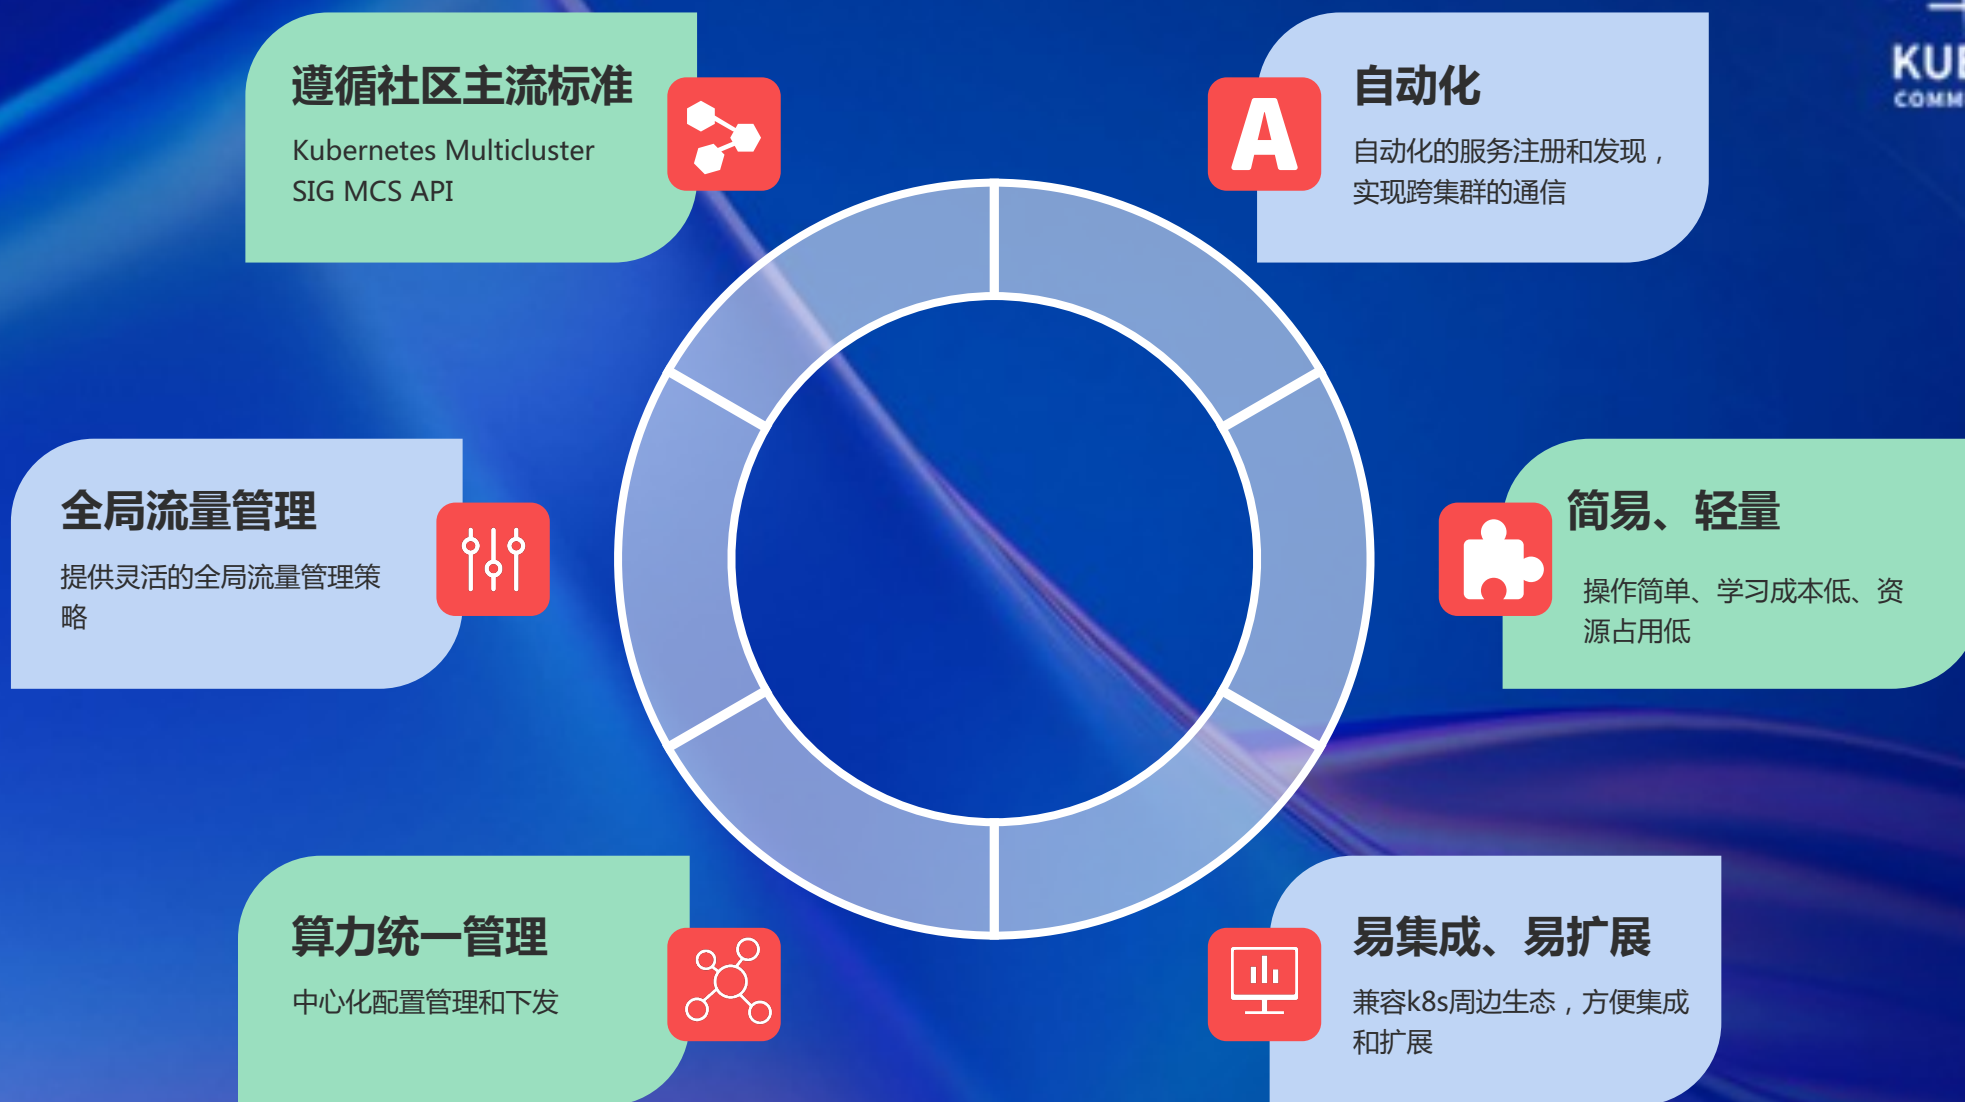 遵循社区主流标准
Kubernetes Multicluster
SIG MCS API
A
自动化
自动化的服务注册和发现，
实现跨集群的通信
全局流量管理
提供灵活的全局流量管理策
略
简易、轻量
操作简单、学习成本低、资
源占用低
算力统一管理
中心化配置管理和下发
易集成、易扩展
兼容k8s周边生态，方便集成
和扩展